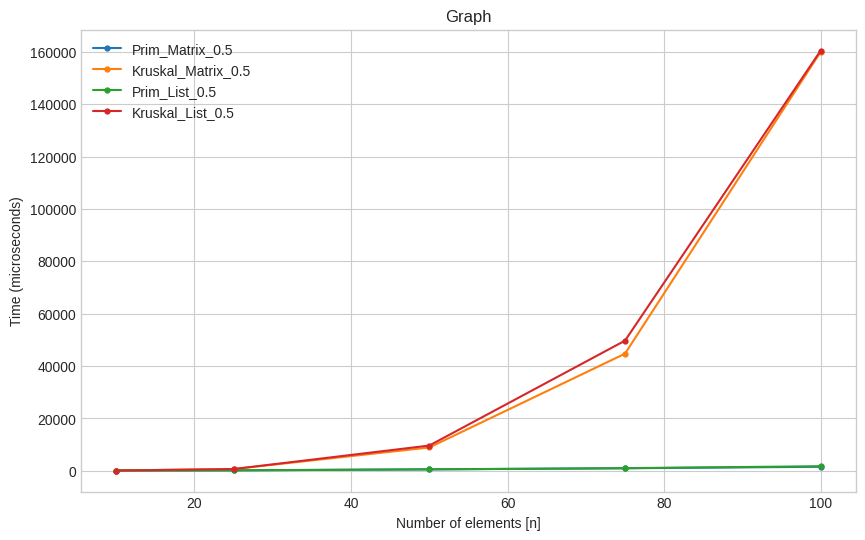 Graph
Prim_Matrix_0.5
Kruskal_Matrix_0.5
Prim_List_0.5
Kruskal_List_0.5
160000
140000
120000
100000
80000
60000
40000
20000
0
Time (microseconds)
20
40
60
80
100
Number of elements [n]